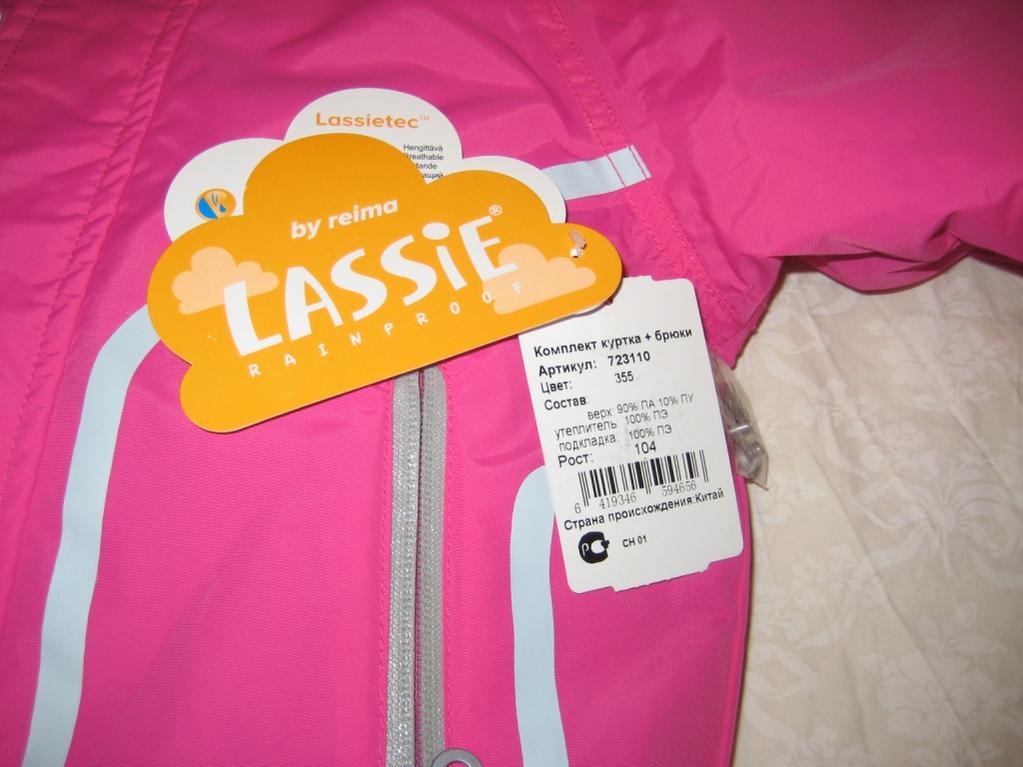 Lassietec™
Hengittävä
Breathable
by reima
LASSiE®
RAINPROOF
Комплект куртка + брюки
Артикул: 723110
Цвет: 355
Состав:
верх: 90% ПА 10% ПУ
утеплитель: 100% ПЭ
подкладка: 100% ПЭ
Рост: 104
6 419346 594656
Страна происхождения:Китай
СН 01